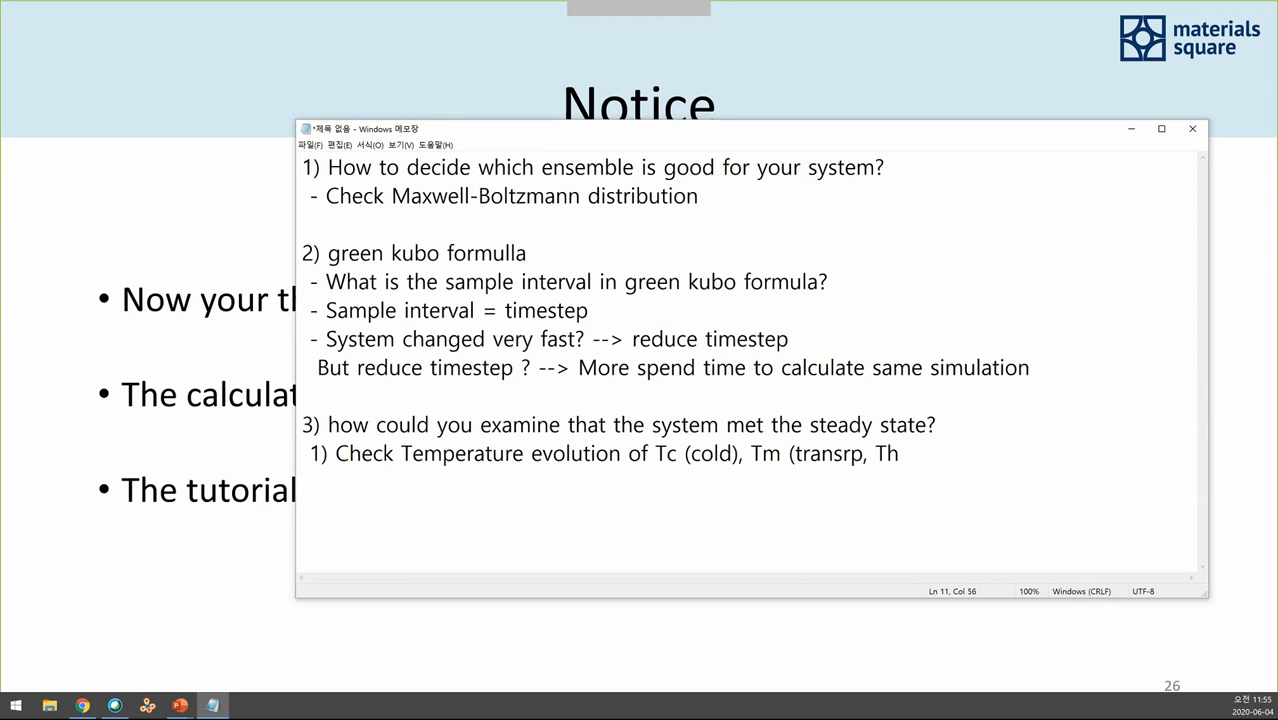 materials
square
Notice
*제목 없음 - Windows 메모장
파일(F) 편집(E) 서식(O) 보기(V) 도움말(H)
1) How to decide which ensemble is good for your system?
- Check Maxwell-Boltzmann distribution
2) green kubo formulla
- What is the sample interval in green kubo formula?
- Sample interval = timestep
- System changed very fast? --> reduce timestep
But reduce timestep ? --> More spend time to calculate same simulation
3) how could you examine that the system met the steady state?
1) Check Temperature evolution of Tc (cold), Tm (transrp, Th
• Now your
• The
• The tutorial
Ln 11, Col 56
100%
Windows (CRLF)
UTF-8
26
오전 11:55
2020-06-04